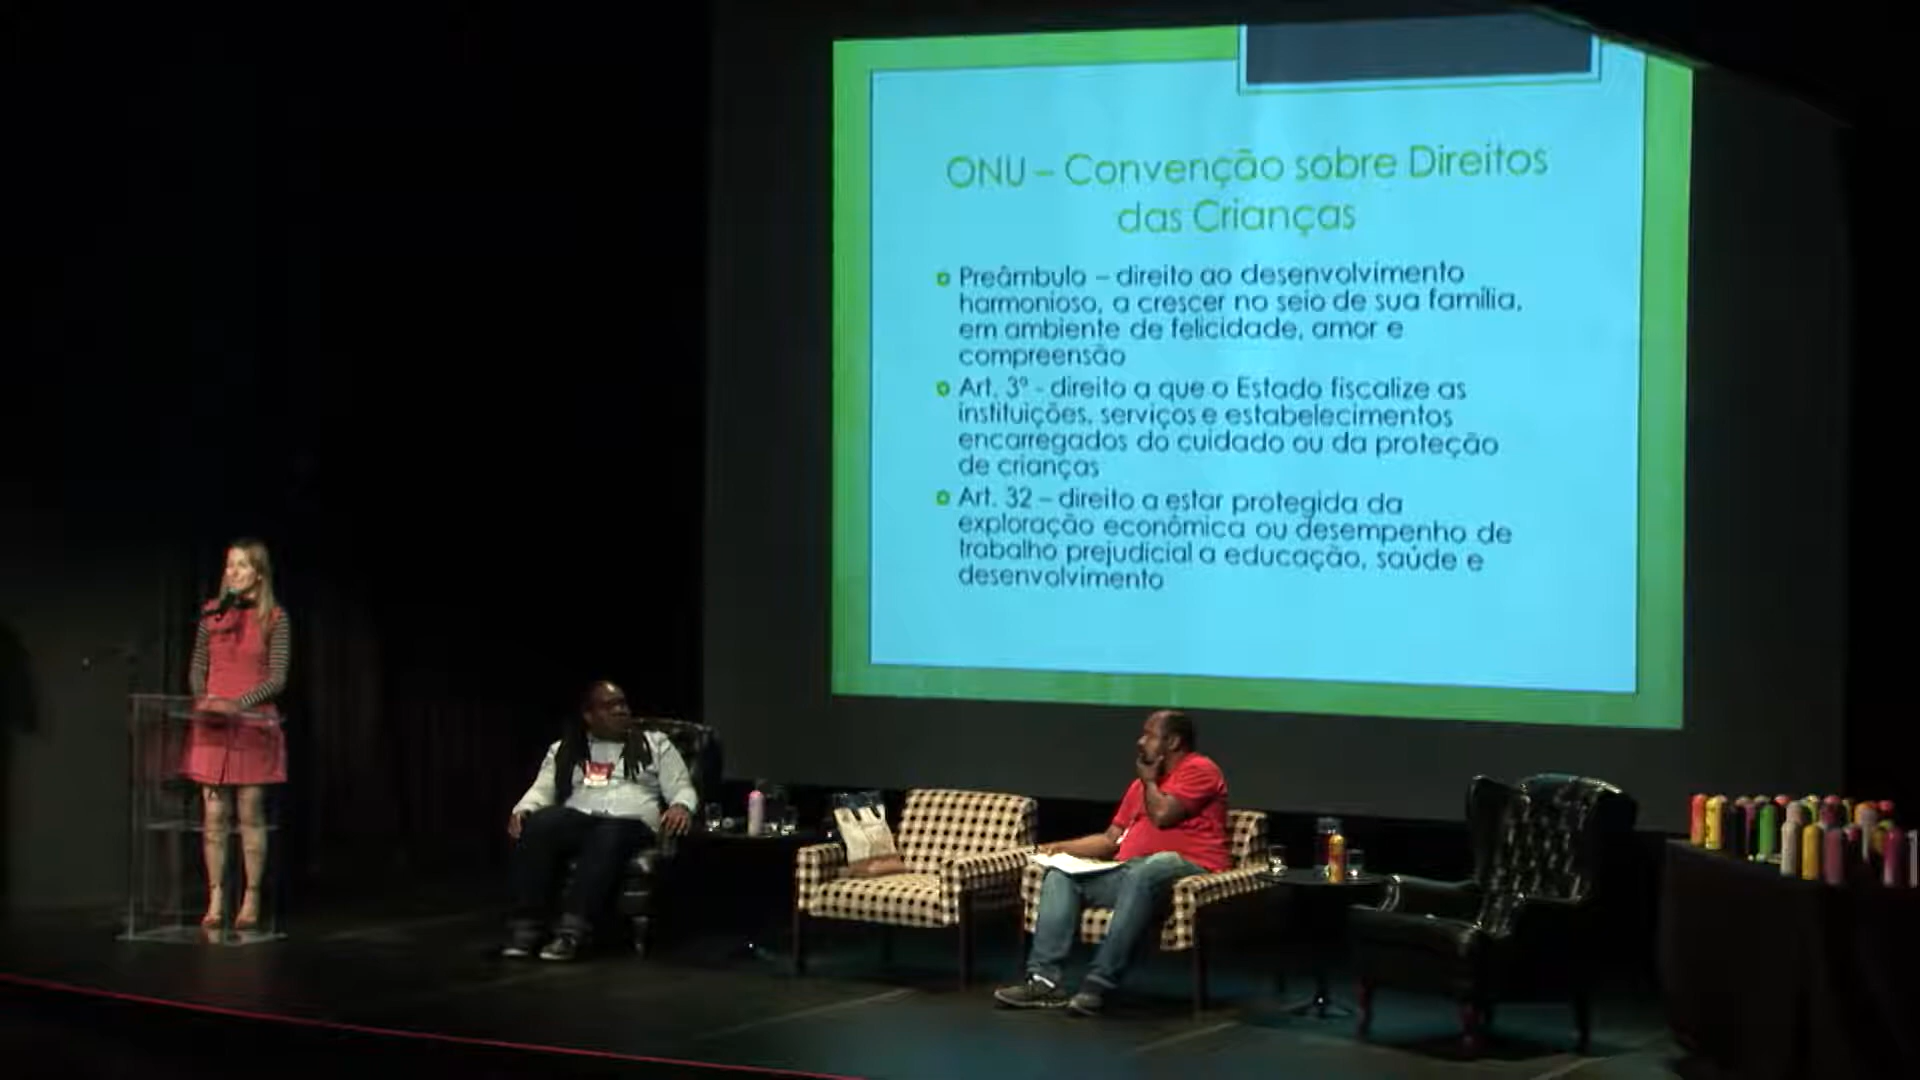 ONU – Convenção sobre Direitos
das Crianças
Preâmbulo – direito ao desenvolvimento
harmonioso, a crescer no seio de sua família,
em ambiente de felicidade, amor e
compreensão
Art. 3º - direito a que o Estado fiscalize as
instituições, serviços e estabelecimentos
encarregados do cuidado ou da proteção
de crianças
Art. 32 – direito a estar protegida da
exploração econômica ou desempenho de
trabalho prejudicial a educação, saúde e
desenvolvimento